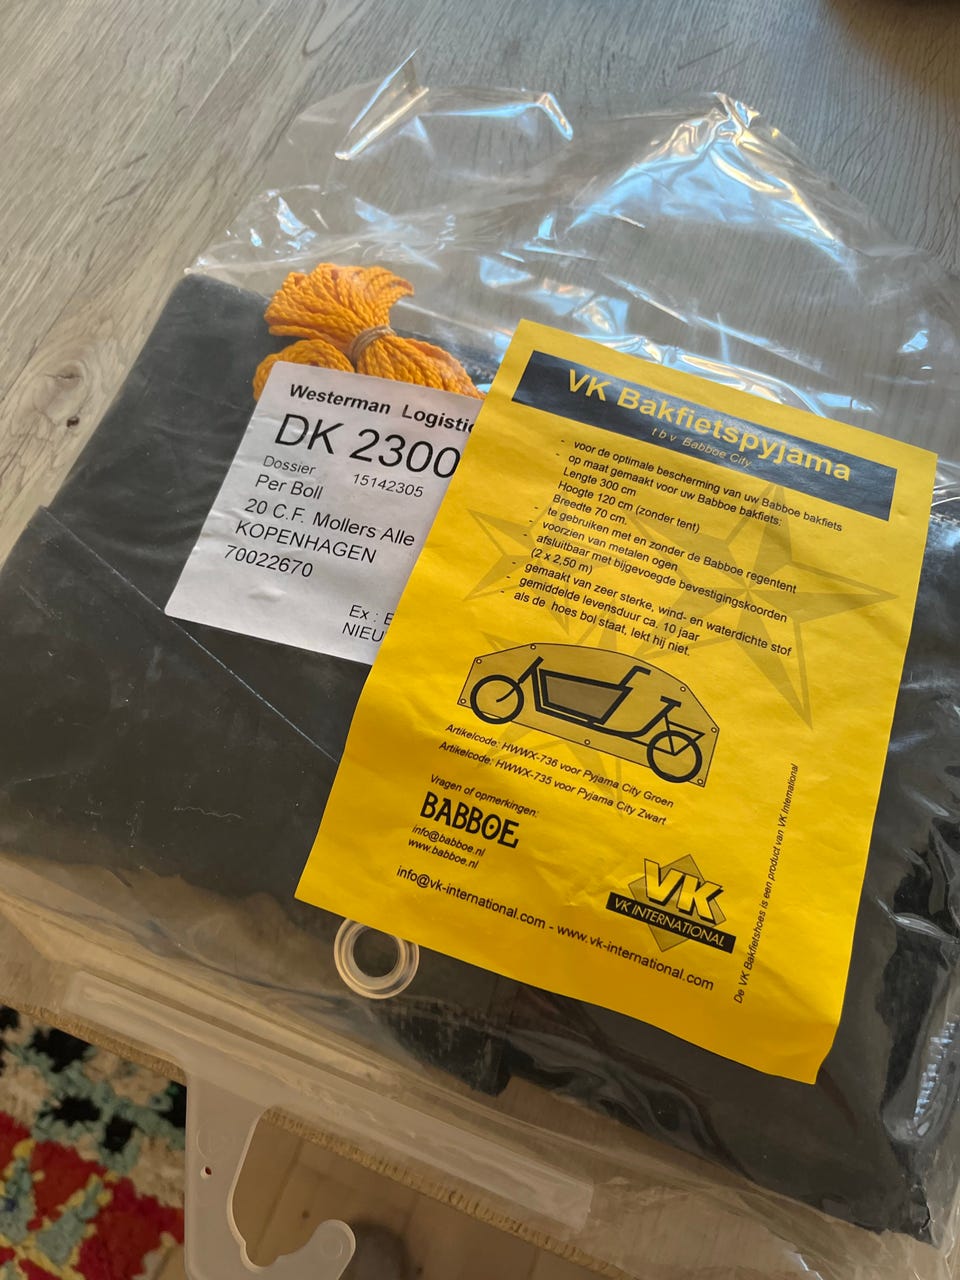 Westerman Logistic
DK 2300
Dossier 15142305
Per Boll
20 C.F. Mollers Alle
KOPENHAGEN
70022670
Ex :
VK Bakfietspyjama
t b v Babboe City
- voor de optimale bescherming van uw Babboe bakfiets
- op maat gemaakt voor uw Babboe bakfiets:
Lengte 300 cm
Hoogte 120 cm (zonder tent)
Breedte 70 cm.
- te gebruiken met en zonder de Babboe regentent
- voorzien van metalen ogen
- afsluitbaar met bijgevoegde bevestigingskoorden
(2 x 2,50 m)
- gemaakt van zeer sterke, wind- en waterdichte stof
- gemiddelde levensduur ca. 10 jaar
- als de hoes bol staat, lekt hij niet.
Artikelcode: HWWX-736 voor Pyjama City Groen
Artikelcode: HWWX-735 voor Pyjama City Zwart
Vragen of opmerkingen:
BABBOE
info@babboe.nl
www.babboe.nl
VK
VK INTERNATIONAL
info@vk-international.com - www.vk-international.com
De VK Bakfietshoes is een product van VK International